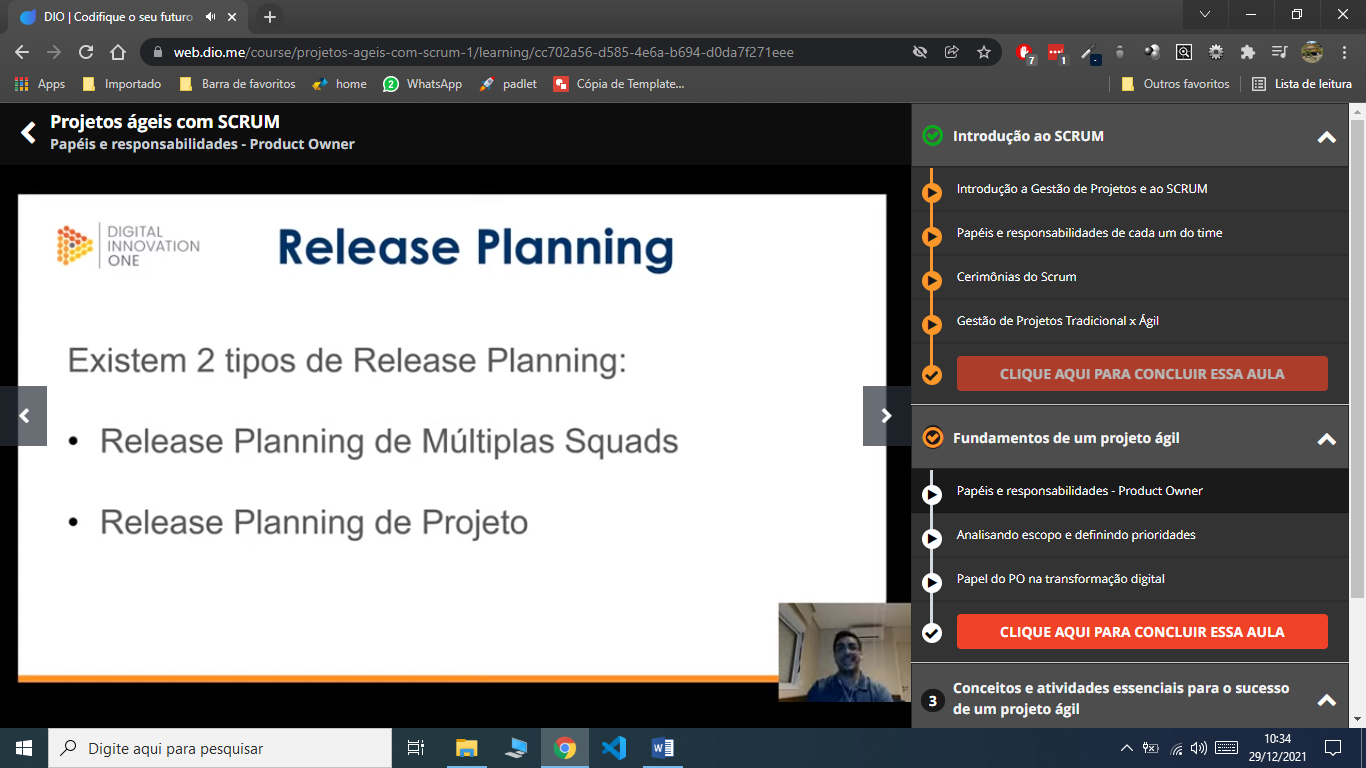 DIO | Codifique o seu futuro
web.dio.me/course/projetos-ageis-com-scrum-1/learning/cc702a56-d585-4e6a-b694-d0da7f271eee
7
1
-
Apps
Importado
Barra de favoritos
home
2
WhatsApp
padlet
Cópia de Template...
Outros favoritos
Lista de leitura
Projetos ágeis com SCRUM
Papéis e responsabilidades - Product Owner
DIGITAL
INNOVATION
ONE
Release Planning
Existem 2 tipos de Release Planning:
• Release Planning de Múltiplas Squads
• Release Planning de Projeto
Introdução ao SCRUM
Introdução a Gestão de Projetos e ao SCRUM
Papéis e responsabilidades de cada um do time
Cerimônias do Scrum
Gestão de Projetos Tradicional x Ágil
CLIQUE AQUI PARA CONCLUIR ESSA AULA
Fundamentos de um projeto ágil
Papéis e responsabilidades - Product Owner
Analisando escopo e definindo prioridades
Papel do PO na transformação digital
CLIQUE AQUI PARA CONCLUIR ESSA AULA
3
Conceitos e atividades essenciais para o sucesso
de um projeto ágil
Digite aqui para pesquisar
10:34
29/12/2021